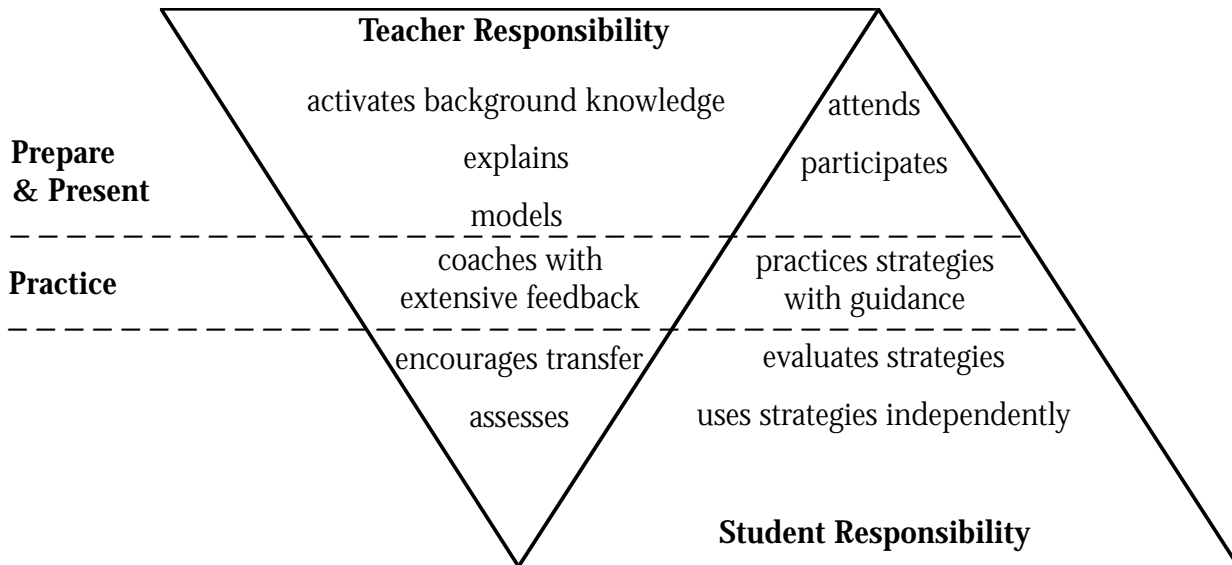 Teacher Responsibility
activates background knowledge
attends
Prepare
& Present
explains
participates
models
Practice
coaches with
extensive feedback
practices strategies
with guidance
encourages transfer
evaluates strategies
assesses
uses strategies independently
Student Responsibility